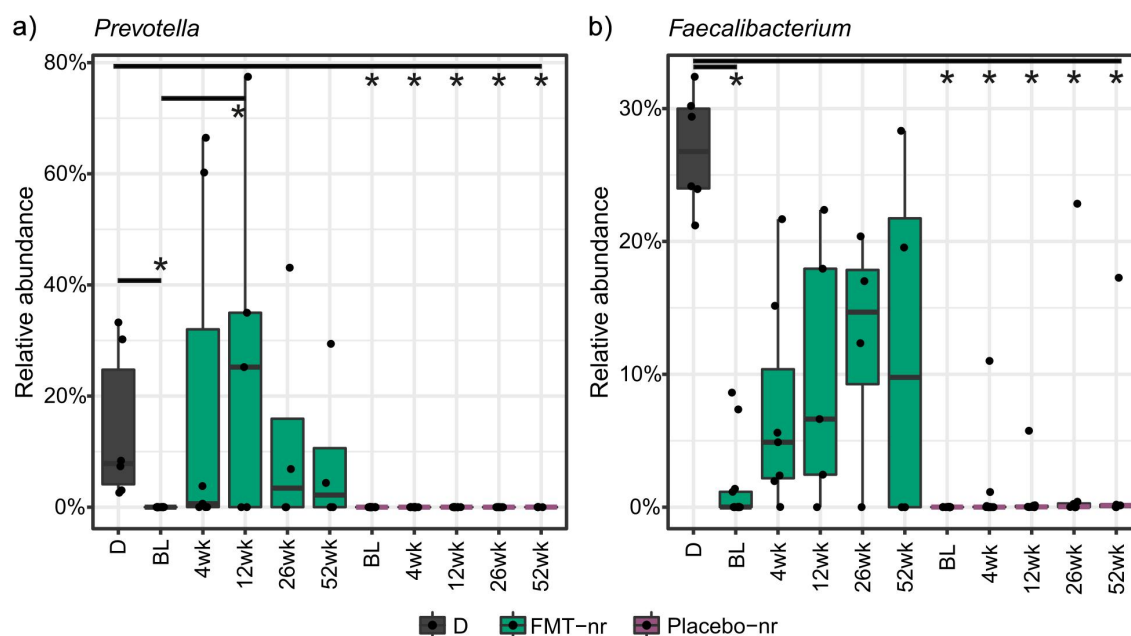 a) Prevotella
Relative abundance
80%
60%
40%
20%
0%
* * * * *
*
*
D BL 4wk 12wk 26wk 52wk BL 4wk 12wk 26wk 52wk
b) Faecalibacterium
Relative abundance
30%
20%
10%
0%
* * * * * *
D BL 4wk 12wk 26wk 52wk BL 4wk 12wk 26wk 52wk
D FMT−nr Placebo−nr